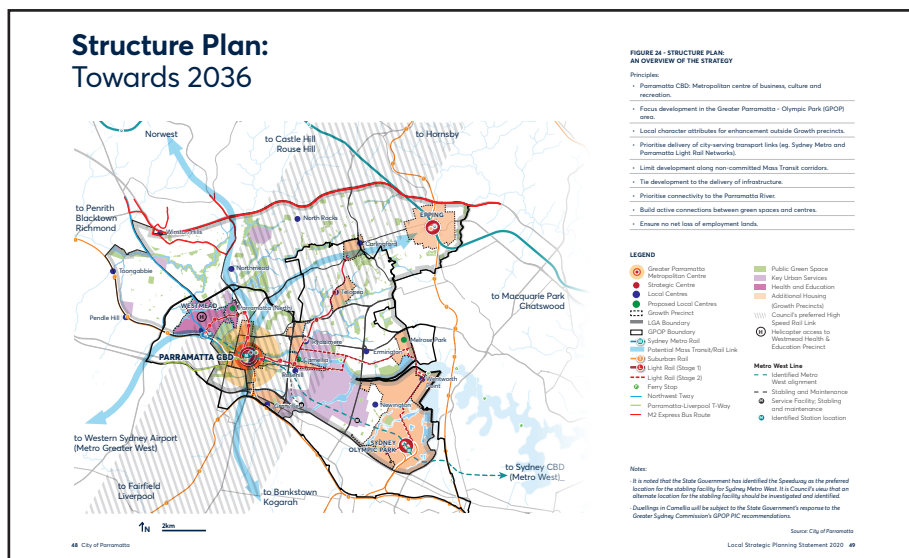 Structure Plan:
Towards 2036
Norwest
to Castle Hill
Rouse Hill
to Hornsby
to Penrith
Blacktown
Richmond
North Rocks
EPPING
Winston Hills
Carlingford
Toongabbie
Northmead
to Macquarie Park
Chatswood
Telopea
WESTMEAD
Parramatta (North)
Pendle Hill
Rydalmere
Melrose Park
PARRAMATTA CBD
Ermington
Camellia
Rosehill
Wentworth
Point
Granville
Newington
SYDNEY
OLYMPIC PARK
to Western Sydney Airport
(Metro Greater West)
to Sydney CBD
(Metro West)
to Fairfield
Liverpool
to Bankstown
Kogarah
N
2km
48 City of Parramatta
FIGURE 24 - STRUCTURE PLAN:
AN OVERVIEW OF THE STRATEGY
Principles:
• Parramatta CBD: Metropolitan centre of business, culture and
recreation.
• Focus development in the Greater Parramatta - Olympic Park (GPOP)
area.
• Local character attributes for enhancement outside Growth precincts.
• Prioritise delivery of city-serving transport links (eg. Sydney Metro and
Parramatta Light Rail Networks).
• Limit development along non-committed Mass Transit corridors.
• Tie development to the delivery of infrastructure.
• Prioritise connectivity to the Parramatta River.
• Build active connections between green spaces and centres.
• Ensure no net loss of employment lands.
LEGEND
Greater Parramatta
Metropolitan Centre
Strategic Centre
Local Centres
Proposed Local Centres
Growth Precinct
LGA Boundary
GPOP Boundary
Sydney Metro Rail
Potential Mass Transit/Rail Link
Suburban Rail
Light Rail (Stage 1)
Light Rail (Stage 2)
Ferry Stop
Northwest Tway
Parramatta-Liverpool T-Way
M2 Express Bus Route
Public Green Space
Key Urban Services
Health and Education
Additional Housing
(Growth Precincts)
Council's preferred High
Speed Rail Link
H
Helicopter access to
Westmead Health &
Education Precinct
Metro West Line
Identified Metro
West alignment
Stabling and Maintenance
Service Facility; Stabling
and maintenance
Identified Station location
Notes:
It is noted that the State Government has identified the Speedway as the preferred
location for the stabling facility for Sydney Metro West. It is Council's view that an
alternate location for the stabling facility should be investigated and identified.
Dwellings in Camellia will be subject to the State Government's response to the
Greater Sydney Commission's GPOP PIC recommendations.
Source: City of Parramatta
Local Strategic Planning Statement 2020 49